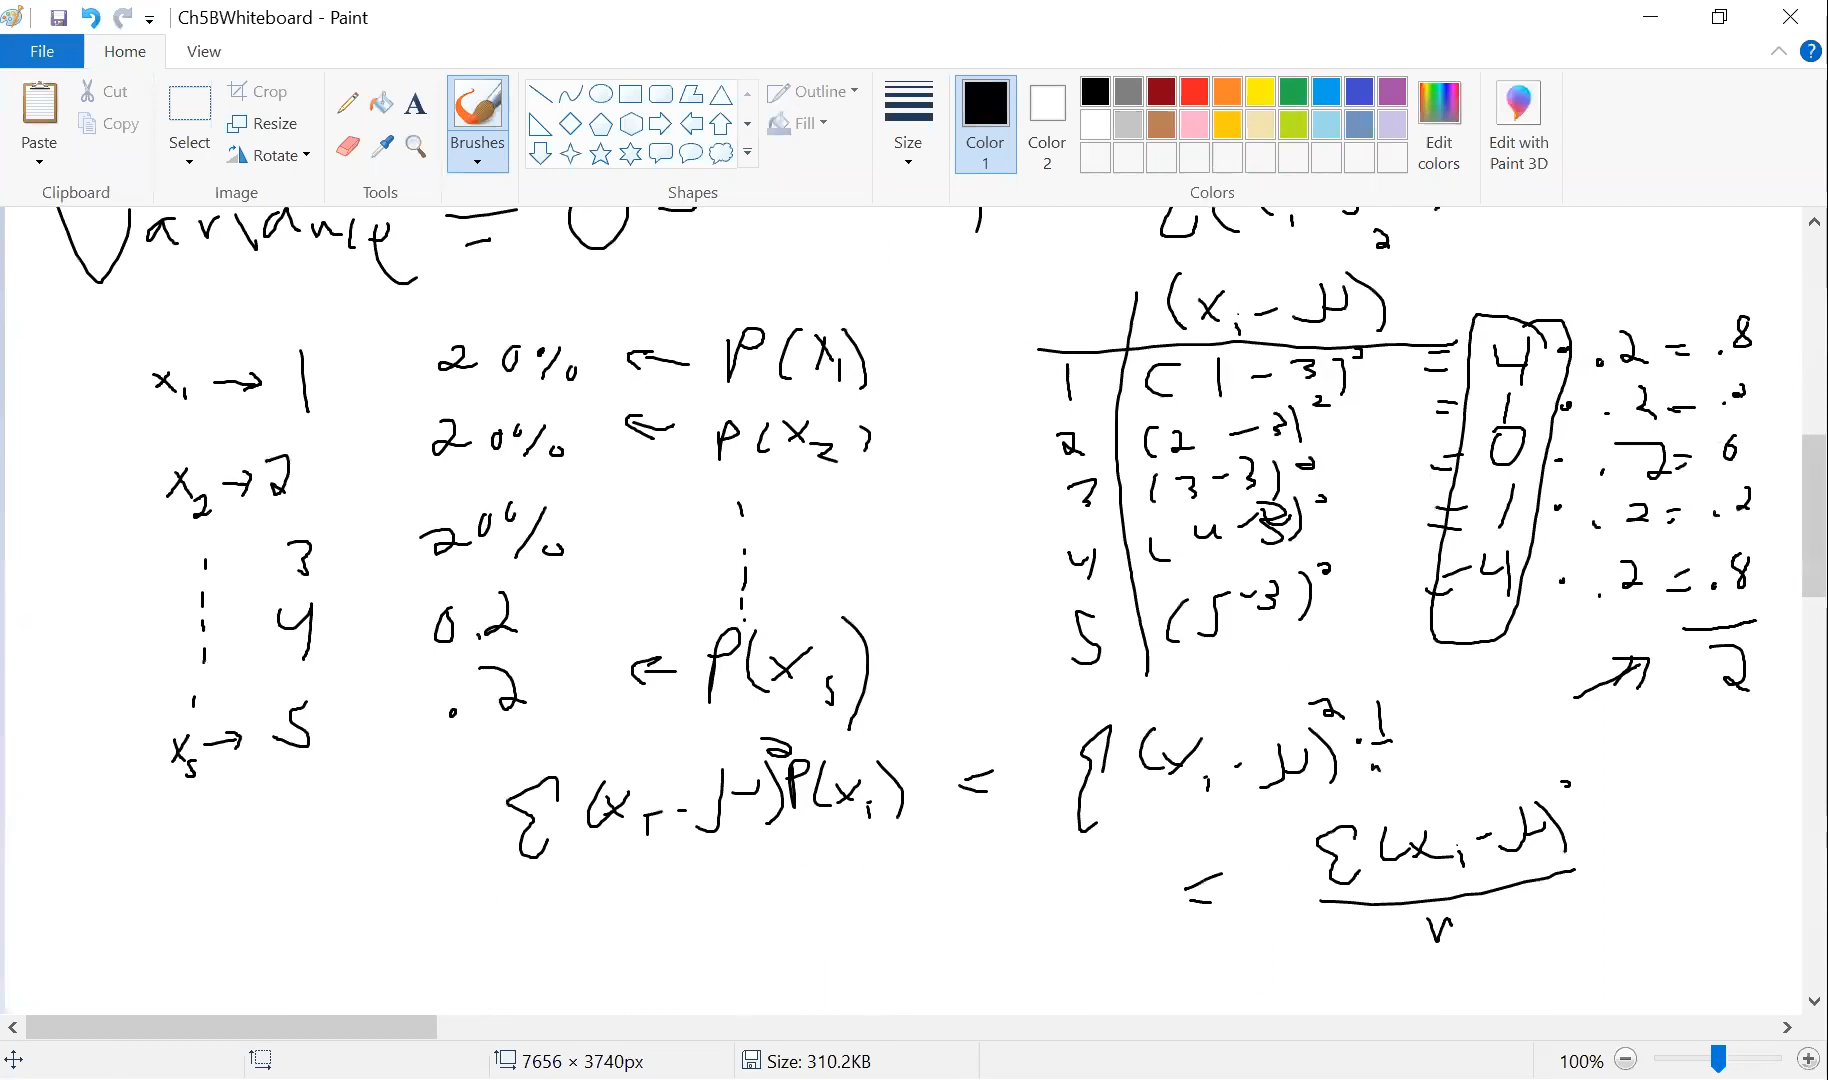 Ch5BWhiteboard - Paint
File Home View
Paste Cut Copy Clipboard
Select Crop Resize Rotate Image
Tools
Brushes
Shapes Outline Fill
Size
Color 1 Color 2 Edit colors Edit with Paint 3D Colors
Variance = σ
(xᵢ - μ)²
x₁ → 1 20% ← P(x₁)
x₂ → 2 20% ← P(x₂)
3 20%
4 0.2
x₅ → 5 .2 ← P(x₅)
1 (1 - 3)² = 4 · .2 = .8
2 (2 - 3)² = 1 · .2 = .2
3 (3 - 3)² = 0 · .2 = 0
4 (4 - 3)² = 1 · .2 = .2
5 (5 - 3)² = 4 · .2 = .8
2
Σ (xᵢ - μ)² P(xᵢ) = Σ (xᵢ - μ)² · 1/n
= Σ (xᵢ - μ)² / n
7656 × 3740px Size: 310.2KB 100%